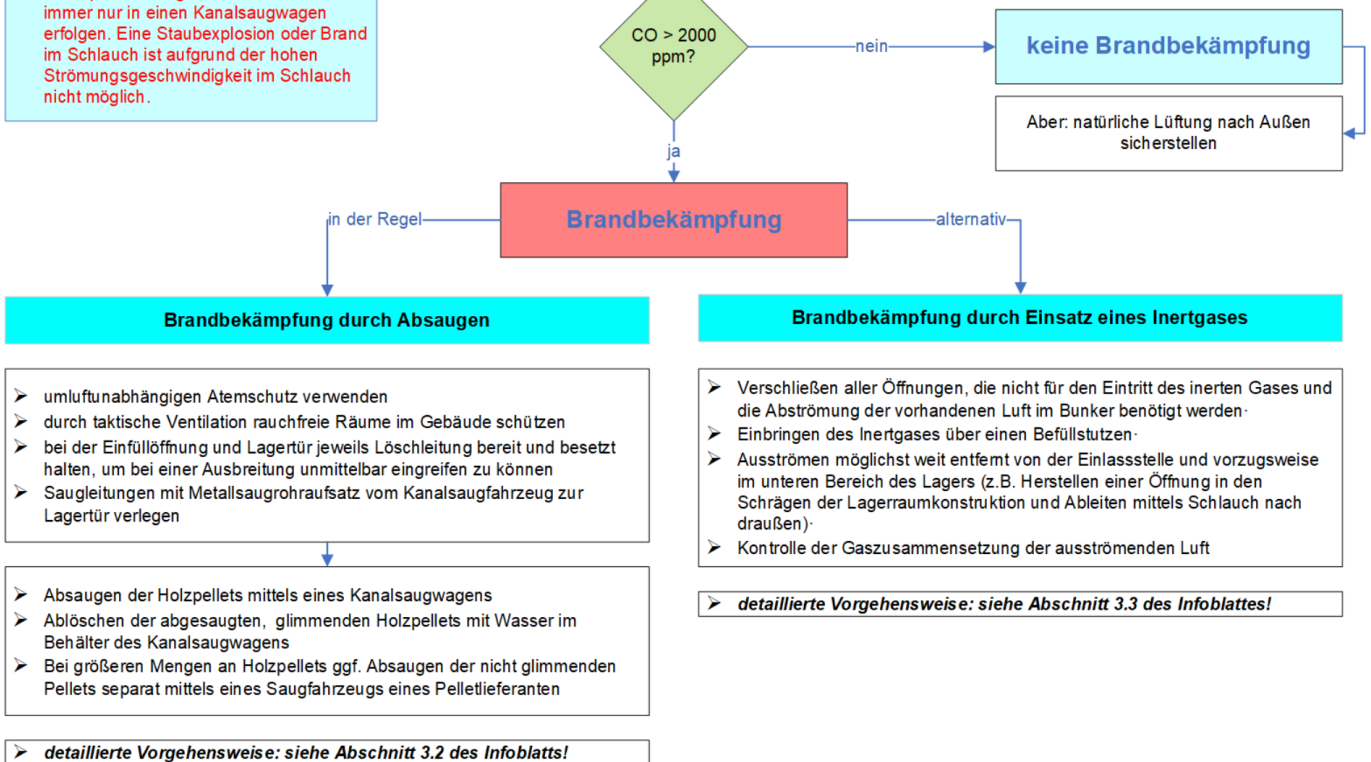 immer nur in einen Kanalsaugwagen
erfolgen. Eine Staubexplosion oder Brand
im Schlauch ist aufgrund der hohen
Strömungsgeschwindigkeit im Schlauch
nicht möglich.
CO > 2000
ppm?
nein
keine Brandbekämpfung
Aber: natürliche Lüftung nach Außen
sicherstellen
ja
in der Regel
Brandbekämpfung
alternativ
Brandbekämpfung durch Absaugen
➢ umluftunabhängigen Atemschutz verwenden
➢ durch taktische Ventilation rauchfreie Räume im Gebäude schützen
➢ bei der Einfüllöffnung und Lagertür jeweils Löschleitung bereit und besetzt
halten, um bei einer Ausbreitung unmittelbar eingreifen zu können
➢ Saugleitungen mit Metallsaugrohraufsatz vom Kanalsaugfahrzeug zur
Lagertür verlegen
➢ Absaugen der Holzpellets mittels eines Kanalsaugwagens
➢ Ablöschen der abgesaugten, glimmenden Holzpellets mit Wasser im
Behälter des Kanalsaugwagens
➢ Bei größeren Mengen an Holzpellets ggf. Absaugen der nicht glimmenden
Pellets separat mittels eines Saugfahrzeugs eines Pelletlieferanten
➢ detaillierte Vorgehensweise: siehe Abschnitt 3.2 des Infoblatts!
Brandbekämpfung durch Einsatz eines Inertgases
➢ Verschließen aller Öffnungen, die nicht für den Eintritt des inerten Gases und
die Abströmung der vorhandenen Luft im Bunker benötigt werden·
➢ Einbringen des Inertgases über einen Befüllstutzen·
➢ Ausströmen möglichst weit entfernt von der Einlassstelle und vorzugsweise
im unteren Bereich des Lagers (z.B. Herstellen einer Öffnung in den
Schrägen der Lagerraumkonstruktion und Ableiten mittels Schlauch nach
draußen)·
➢ Kontrolle der Gaszusammensetzung der ausströmenden Luft
➢ detaillierte Vorgehensweise: siehe Abschnitt 3.3 des Infoblattes!